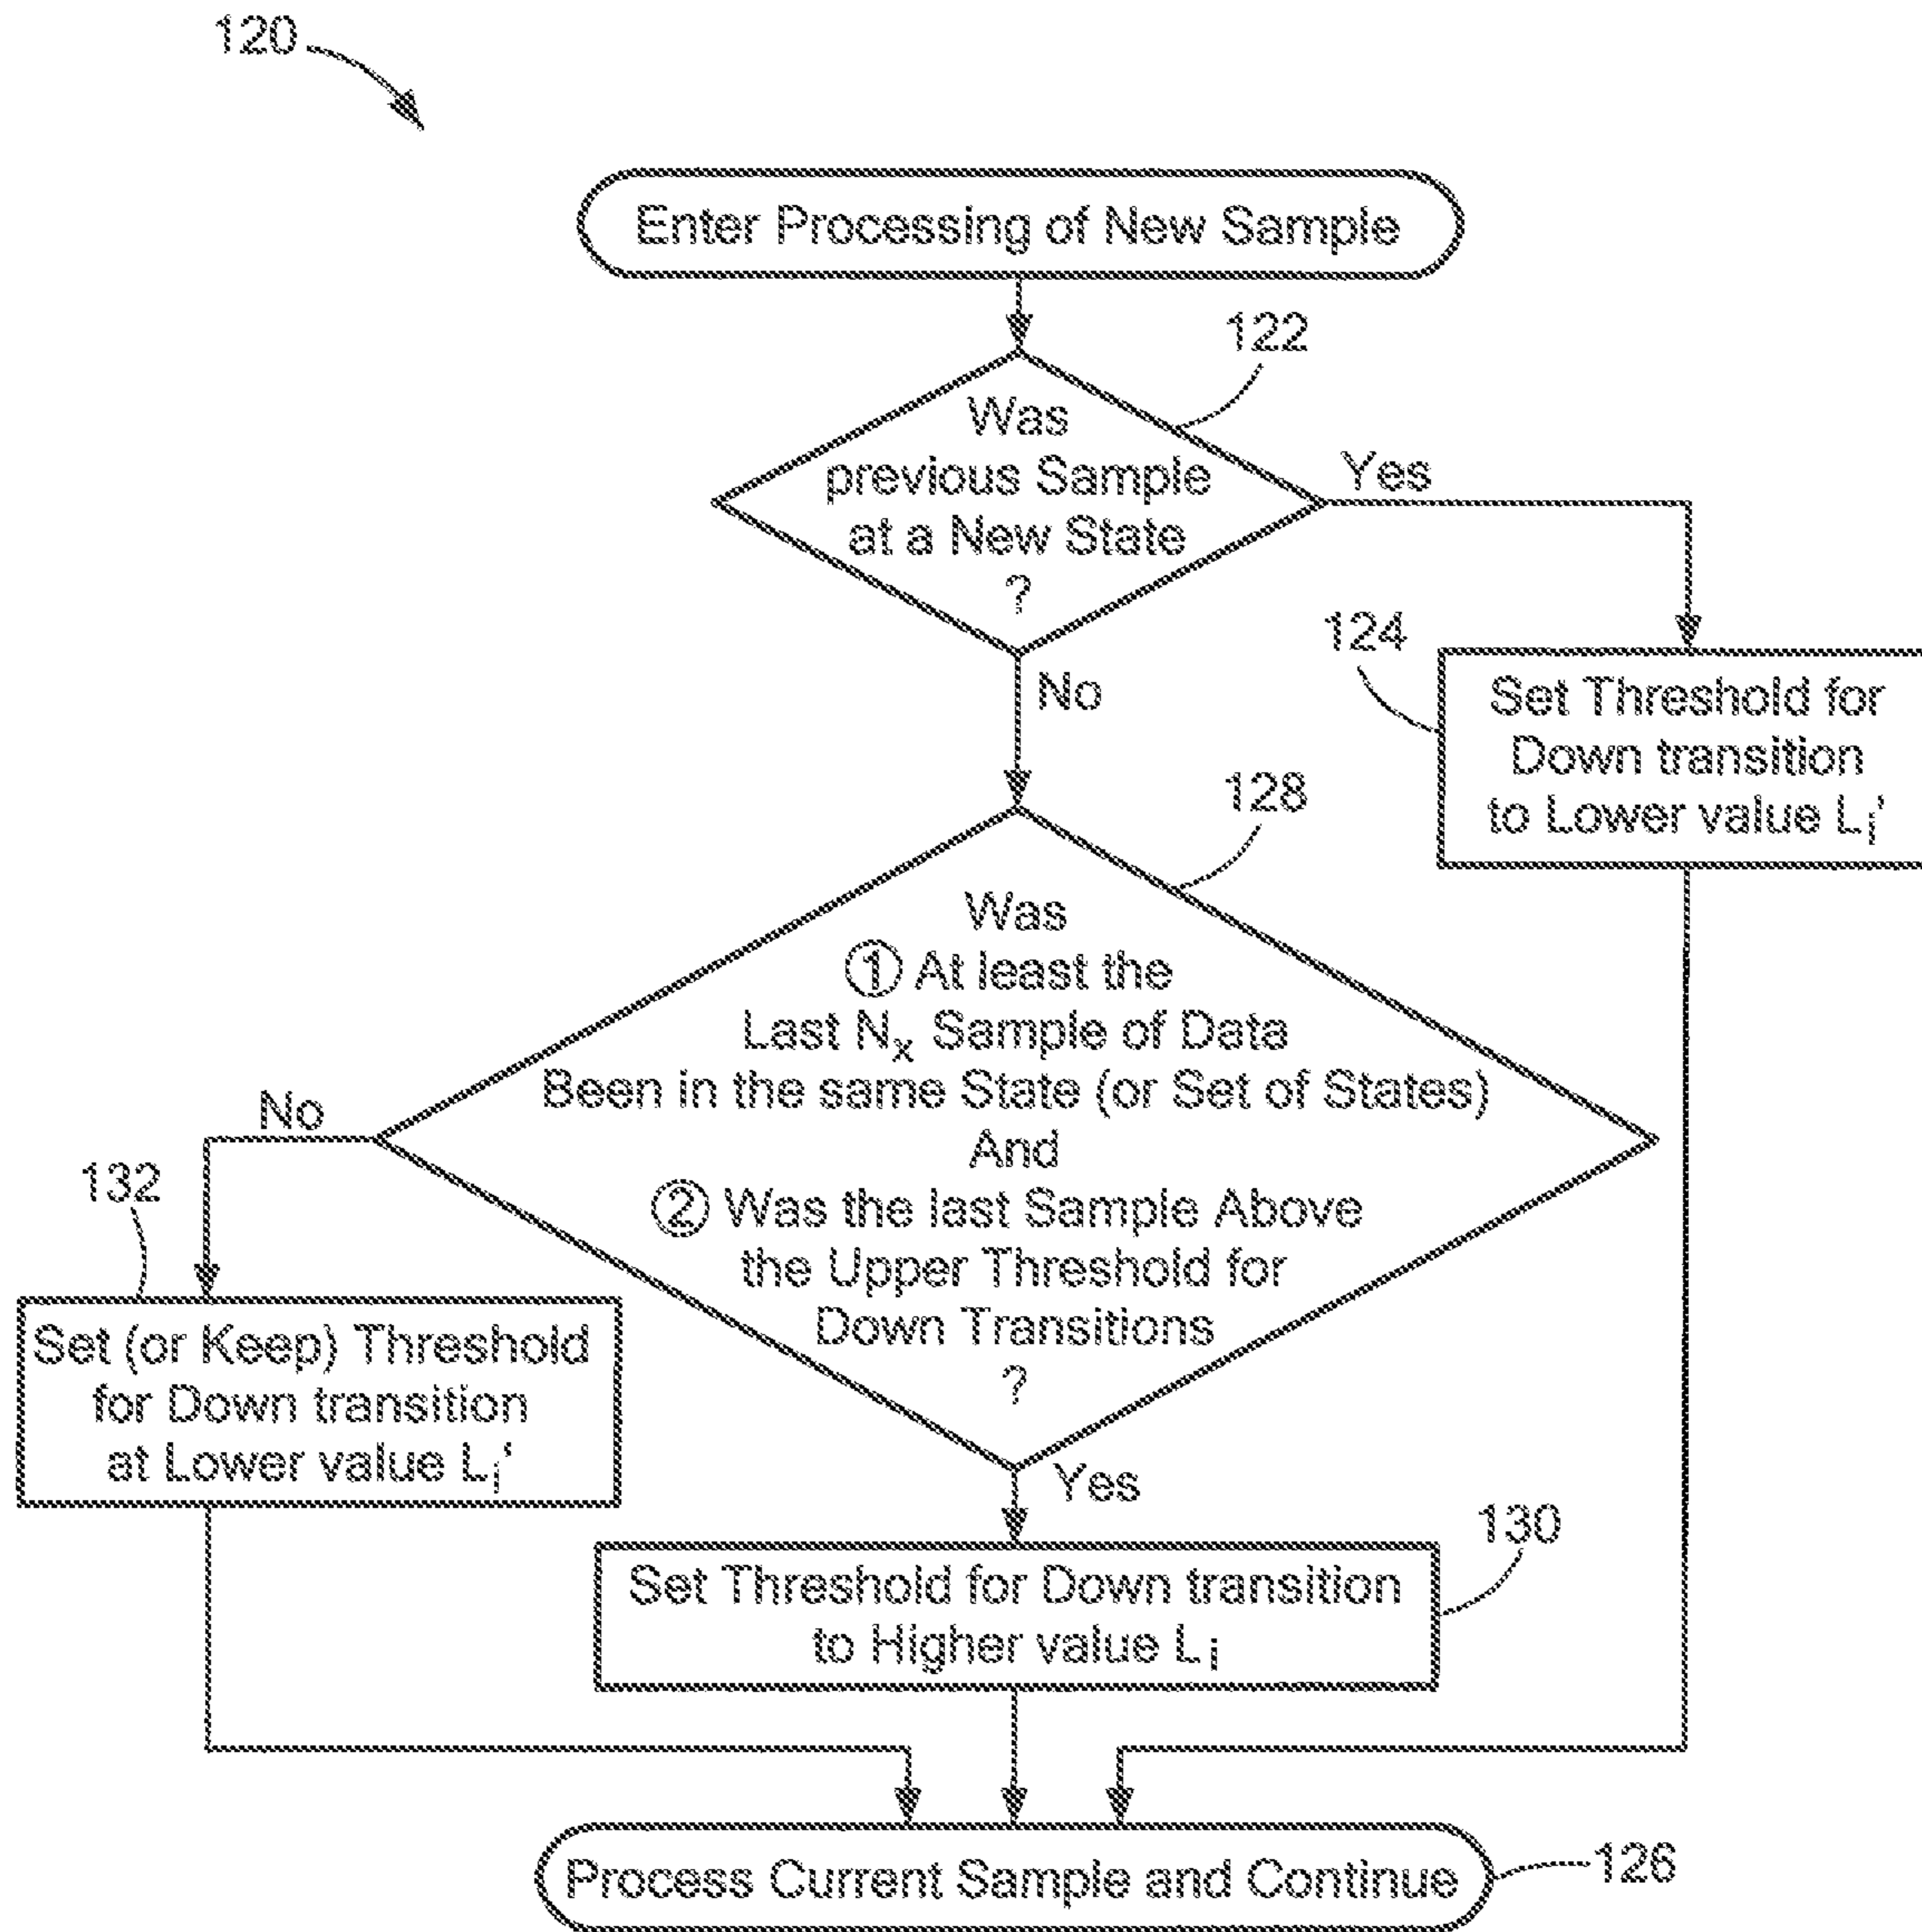 120
Enter Processing of New Sample
122
Was
previous Sample
at a New State
?
Yes
No
124
Set Threshold for
Down transition
to Lower value Li'
128
Was
① At least the
Last Nx Sample of Data
Been in the same State (or Set of States)
And
② Was the last Sample Above
the Upper Threshold for
Down Transitions
?
No
132
Set (or Keep) Threshold
for Down transition
at Lower value Li'
Yes
130
Set Threshold for Down transition
to Higher value Li
Process Current Sample and Continue
126